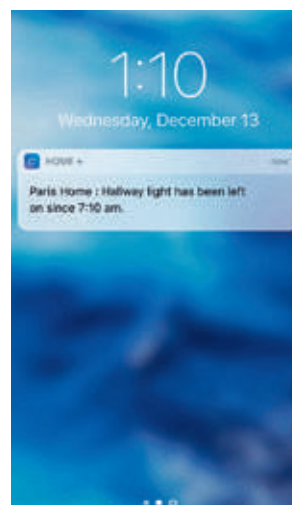 1:10
Wednesday, December 13
HOME +
now
Paris Home : Hallway light has been left
on since 7:10 am.